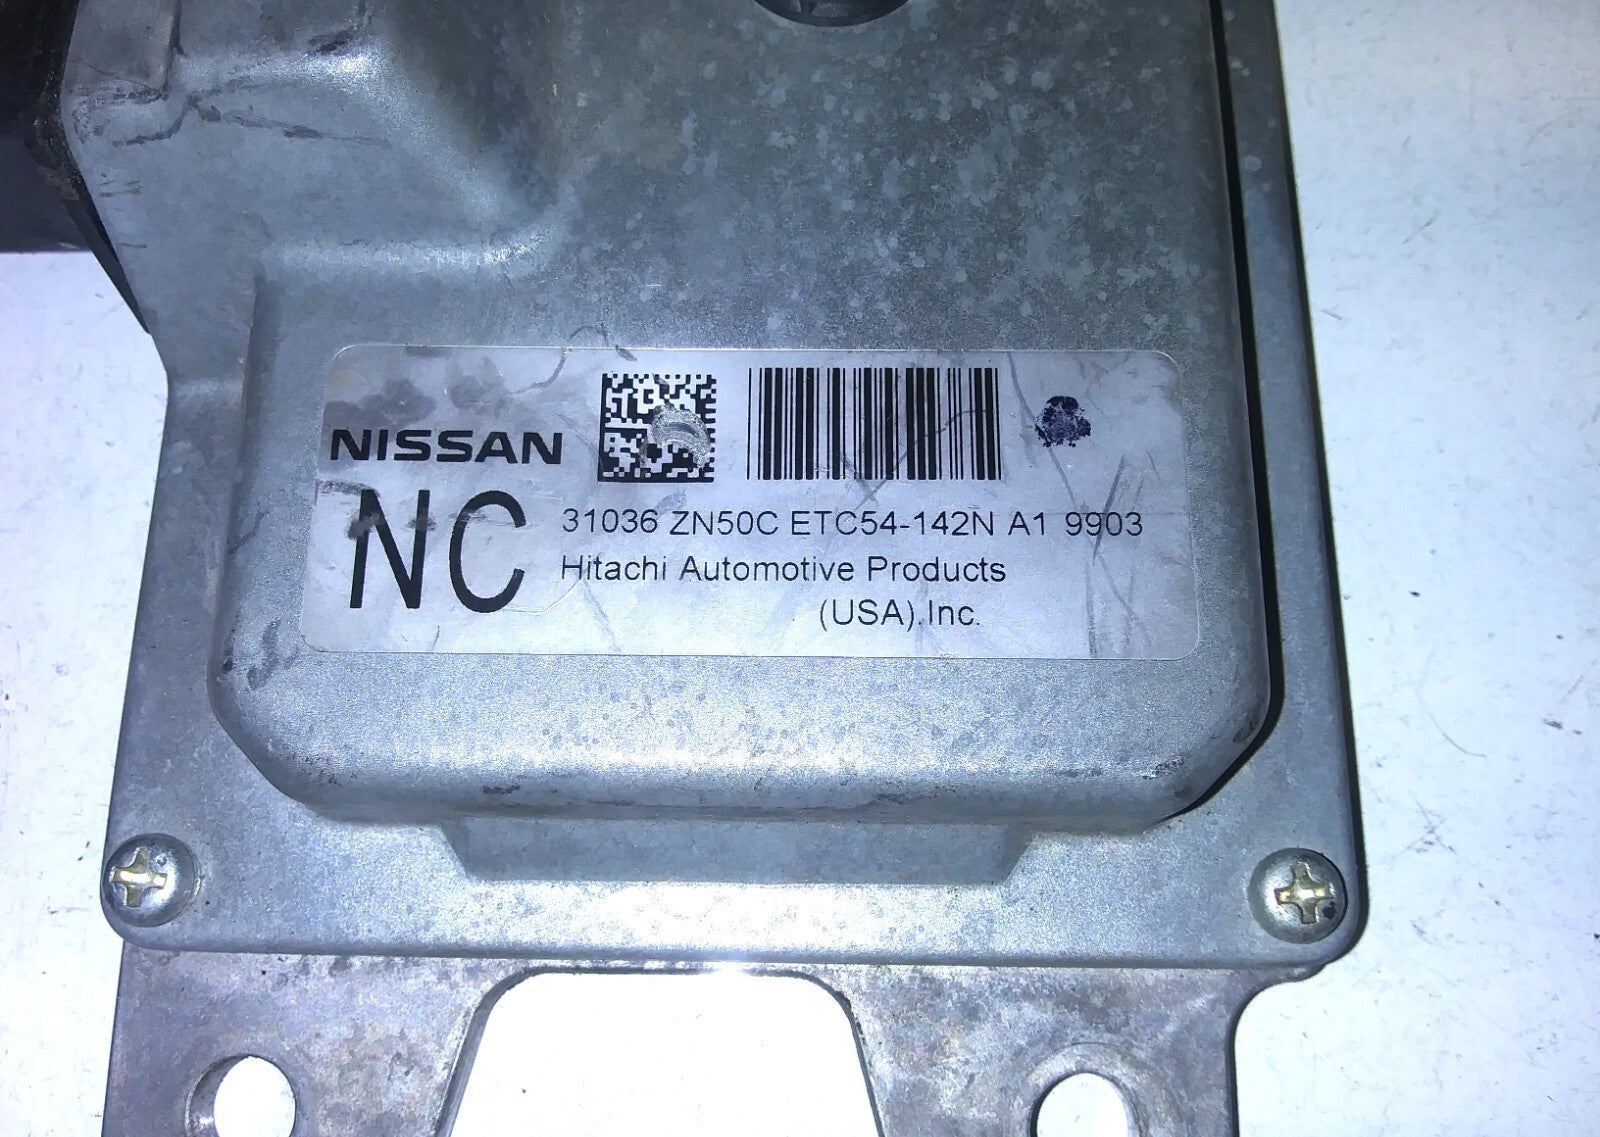 NISSAN
NC
31036 ZN50C ETC54-142N A1 9903
Hitachi Automotive Products
(USA).Inc.